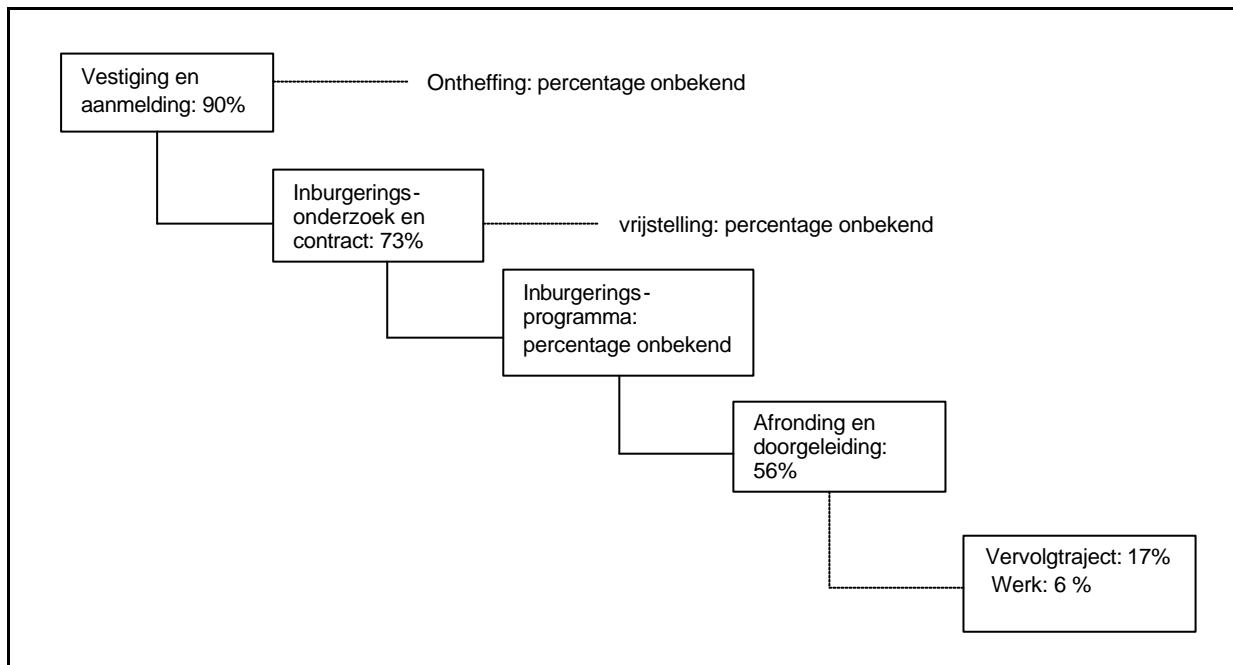 Vestiging en
aanmelding: 90%
Ontheffing: percentage onbekend
Inburgerings-
onderzoek en
contract: 73%
vrijstelling: percentage onbekend
Inburgerings-
programma:
percentage onbekend
Afronding en
doorgeleiding:
56%
Vervolgtraject: 17%
Werk: 6 %